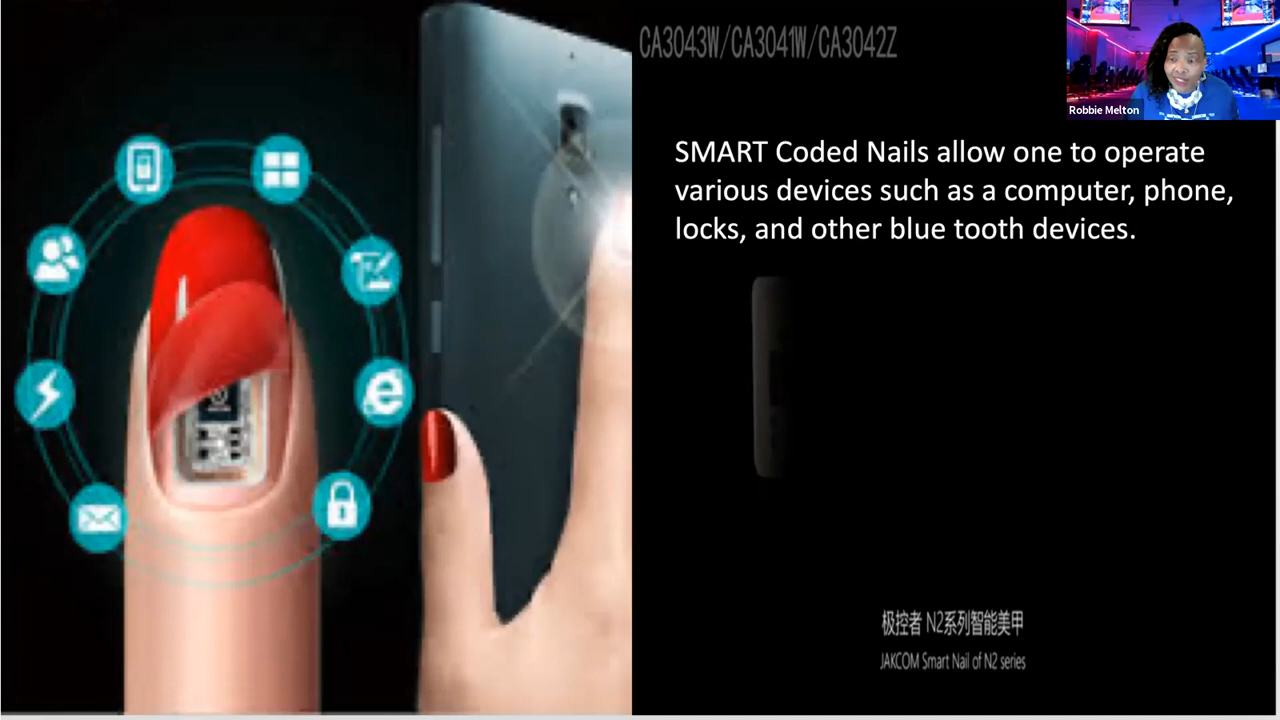 CA3043W/CA3041W/CA3042Z
Robbie Melton
SMART Coded Nails allow one to operate
various devices such as a computer, phone,
locks, and other blue tooth devices.
极控者 N2系列智能美甲
JAKCOM Smart Nail of N2 series